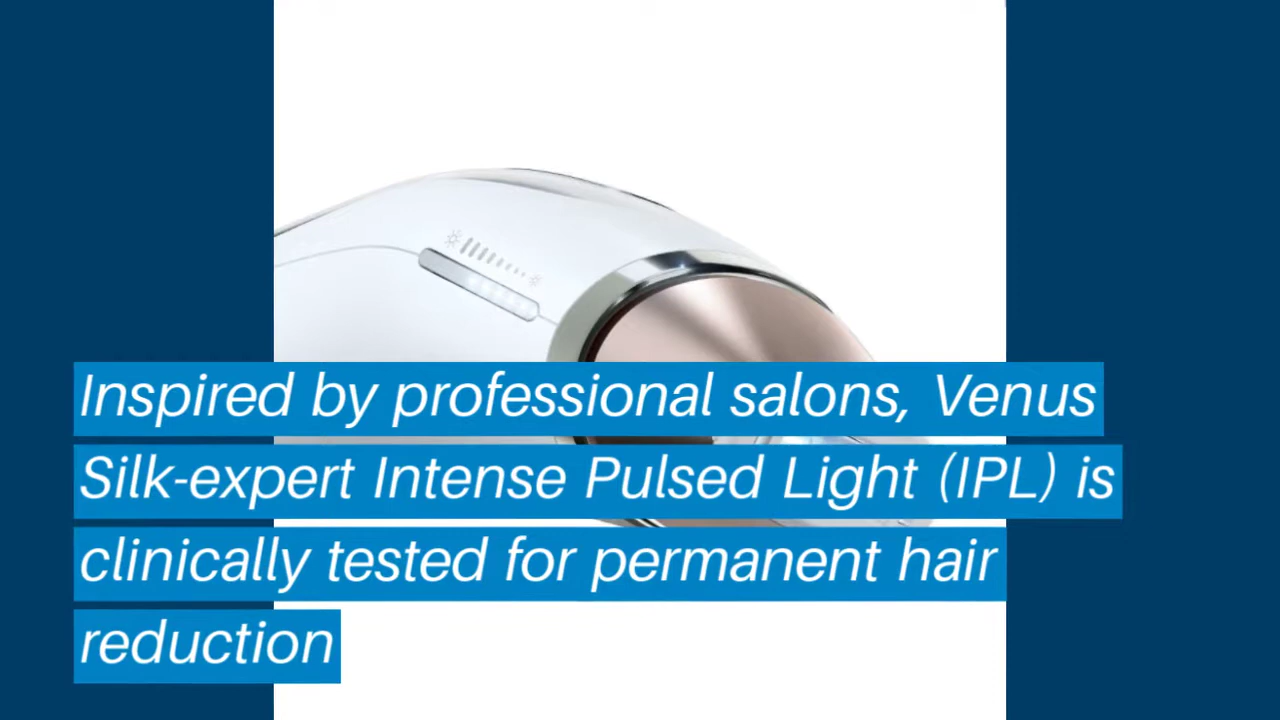 Inspired by professional salons, Venus
Silk-expert Intense Pulsed Light (IPL) is
clinically tested for permanent hair
reduction